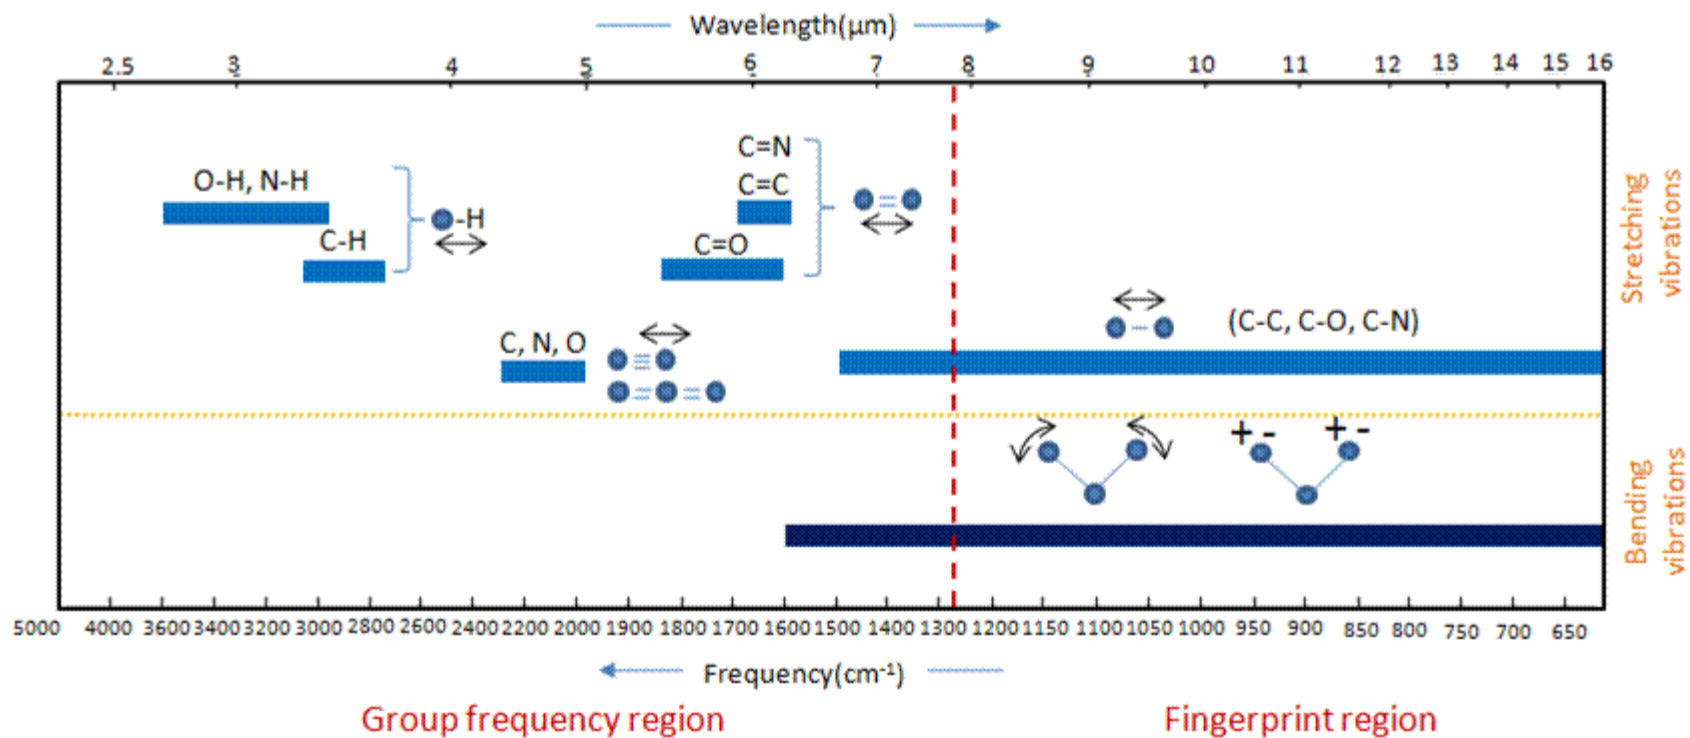 Wavelength(μm)
2.5 3 4 5 6 7 8 9 10 11 12 13 14 15 16
C=N
O-H, N-H
C=C
-H
C-H
C=O
(C-C, C-O, C-N)
C, N, O
Stretching
vibrations
+ - + -
Bending
vibrations
5000 4000 3600 3400 3200 3000 2800 2600 2400 2200 2000 1900 1800 1700 1600 1500 1400 1300 1200 1150 1100 1050 1000 950 900 850 800 750 700 650
Frequency(cm-1)
Group frequency region Fingerprint region